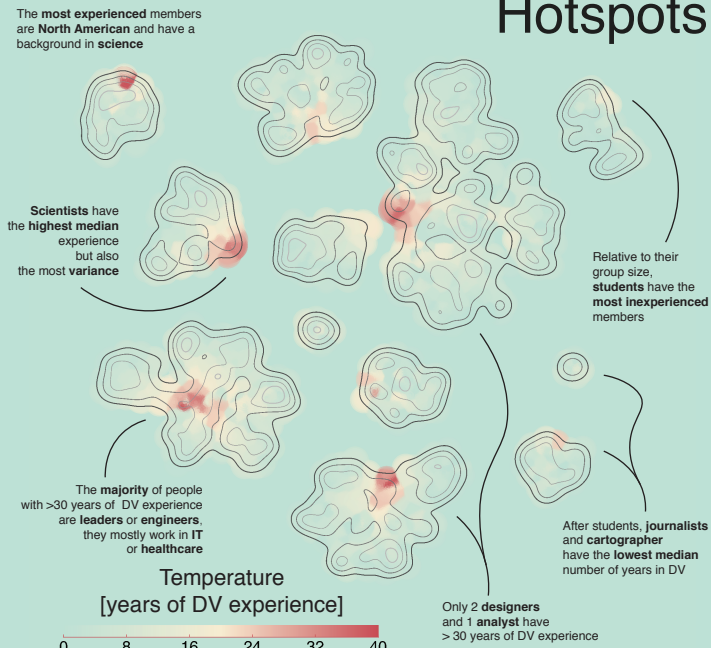 Hotspots
The most experienced members
are North American and have a
background in science
Scientists have
the highest median
experience
but also
the most variance
Relative to their
group size,
students have the
most inexperienced
members
The majority of people
with >30 years of DV experience
are leaders or engineers,
they mostly work in IT
or healthcare
After students, journalists
and cartographer
have the lowest median
number of years in DV
Only 2 designers
and 1 analyst have
> 30 years of DV experience
Temperature
[years of DV experience]
0 8 16 24 32 40